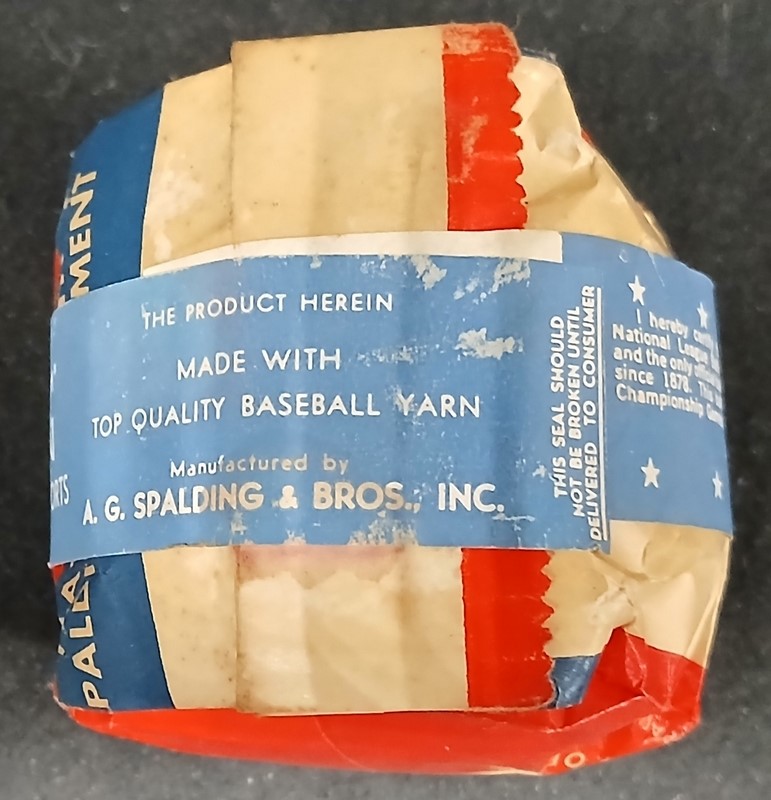 MENT
THE PRODUCT HEREIN
MADE WITH
TOP QUALITY BASEBALL YARN
Manufactured by
A. G. SPALDING & BROS., INC.
THIS SEAL SHOULD
NOT BE BROKEN UNTIL
DELIVERED TO CONSUMER
I hereby
National League
and the only
since 1878.
Championship
ORTS